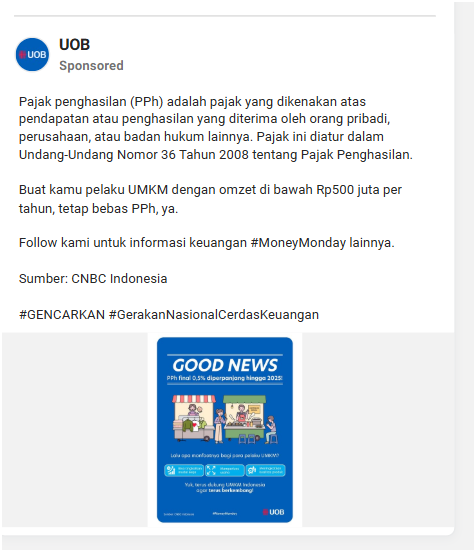 UOB
UOB
Sponsored
Pajak penghasilan (PPh) adalah pajak yang dikenakan atas
pendapatan atau penghasilan yang diterima oleh orang pribadi,
perusahaan, atau badan hukum lainnya. Pajak ini diatur dalam
Undang-Undang Nomor 36 Tahun 2008 tentang Pajak Penghasilan.
Buat kamu pelaku UMKM dengan omzet di bawah Rp500 juta per
tahun, tetap bebas PPh, ya.
Follow kami untuk informasi keuangan #MoneyMonday lainnya.
Sumber: CNBC Indonesia
#GENCARKAN #GerakanNasionalCerdasKeuangan
GOOD NEWS
PPh final 0,5% diperpanjang hingga 2025!
Lalu apa manfaatnya bagi para pelaku UMKM?
Yuk, terus dukung UMKM Indonesia
agar terus berkembang!
Sumber: CNBC Indonesia
#MoneyMonday
UOB